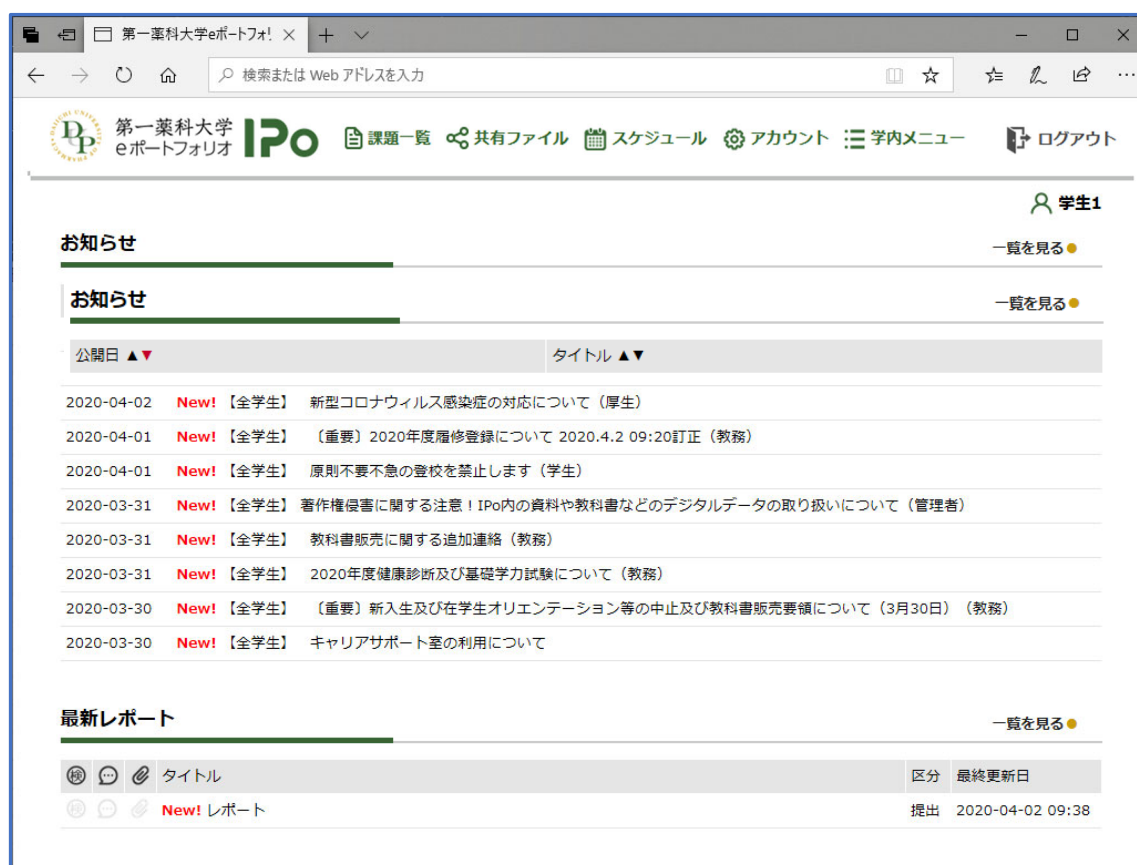 第一薬科大学eポートフォ!
検索または Web アドレスを入力
第一薬科大学
eポートフォリオ
IPo
課題一覧 共有ファイル スケジュール アカウント 学内メニュー ログアウト
学生1
お知らせ 一覧を見る
お知らせ 一覧を見る
公開日 ▲▼ タイトル ▲▼
2020-04-02 New! 【全学生】 新型コロナウィルス感染症の対応について（厚生）
2020-04-01 New! 【全学生】 〔重要〕2020年度履修登録について 2020.4.2 09:20訂正（教務）
2020-04-01 New! 【全学生】 原則不要不急の登校を禁止します（学生）
2020-03-31 New! 【全学生】 著作権侵害に関する注意！IPo内の資料や教科書などのデジタルデータの取り扱いについて（管理者）
2020-03-31 New! 【全学生】 教科書販売に関する追加連絡（教務）
2020-03-31 New! 【全学生】 2020年度健康診断及び基礎学力試験について（教務）
2020-03-30 New! 【全学生】 〔重要〕新入生及び在学生オリエンテーション等の中止及び教科書販売要領について（3月30日）（教務）
2020-03-30 New! 【全学生】 キャリアサポート室の利用について
最新レポート 一覧を見る
検 タイトル 区分 最終更新日
検 New! レポート 提出 2020-04-02 09:38